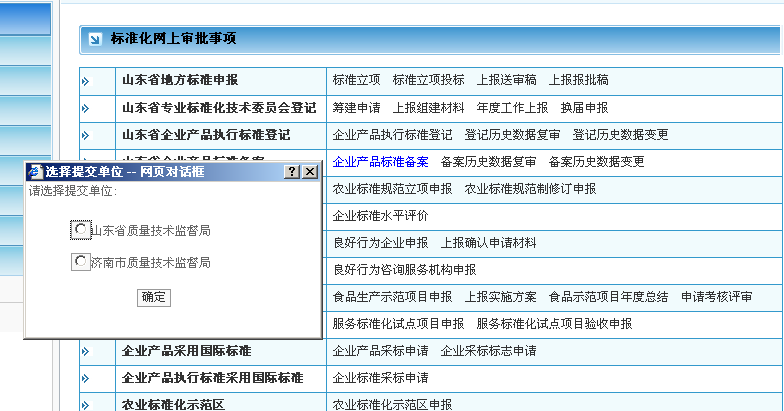 标准化网上审批事项
山东省地方标准申报 标准立项 标准立项投标 上报送审稿 上报报批稿
山东省专业标准化技术委员会登记 筹建申请 上报组建材料 年度工作上报 换届申报
山东省企业产品执行标准登记 企业产品执行标准登记 登记历史数据复审 登记历史数据变更
企业产品标准备案 备案历史数据复审 备案历史数据变更
选择提交单位 -- 网页对话框
请选择提交单位:
山东省质量技术监督局
济南市质量技术监督局
确定
农业标准规范立项申报 农业标准规范制修订申报
企业标准水平评价
良好行为企业申报 上报确认申请材料
良好行为咨询服务机构申报
食品生产示范项目申报 上报实施方案 食品示范项目年度总结 申请考核评审
服务标准化试点项目申报 服务标准化试点项目验收申报
企业产品采用国际标准 企业产品采标申请 企业采标标志申请
企业产品执行标准采用国际标准 企业标准采标申请
农业标准化示范区 农业标准化示范区申报